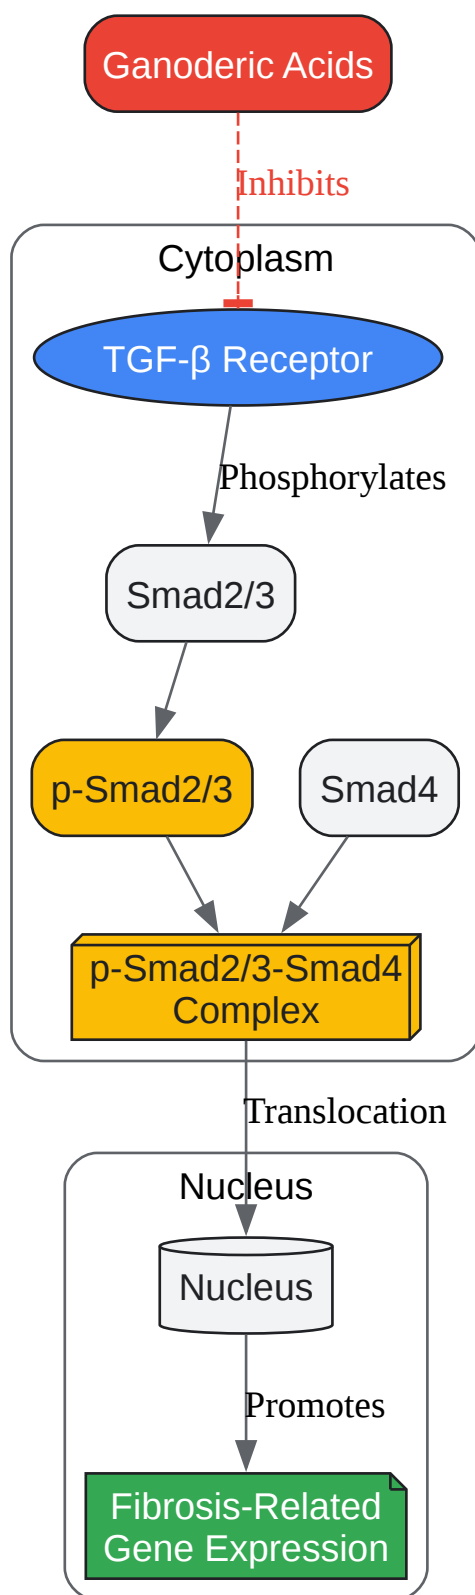 Ganoderic Acids
Inhibits
Cytoplasm
TGF-β Receptor
Phosphorylates
Smad2/3
p-Smad2/3
Smad4
p-Smad2/3-Smad4
Complex
Translocation
Nucleus
Nucleus
Promotes
Fibrosis-Related
Gene Expression